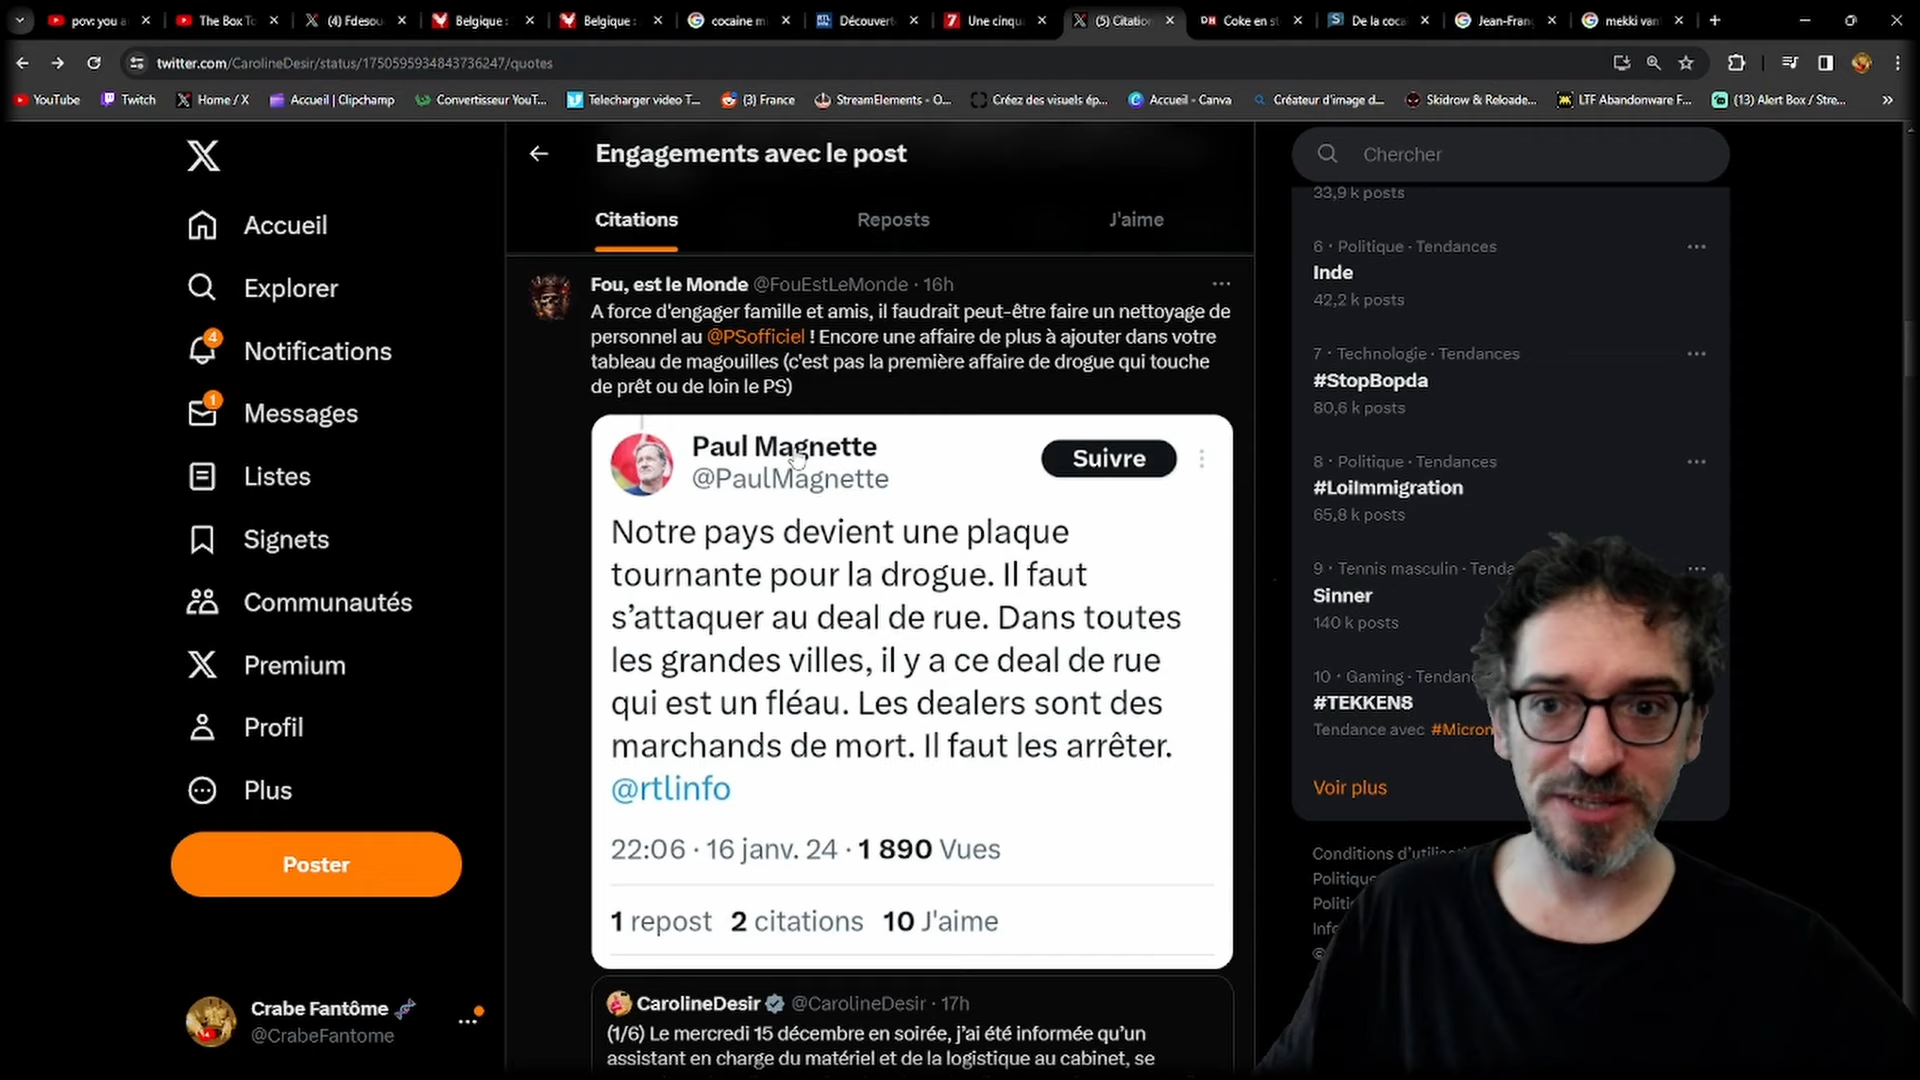 pov: you a
The Box To
(4) Fdesou
Belgique :
Belgique :
cocaine mi
Découvert
Une cinqu
(5) Citatio
Coke en st
De la coca
Jean-Fran
mekki van
twitter.com/CarolineDesir/status/1750595934843736247/quotes
YouTube
Twitch
Home / X
Accueil | Clipchamp
Convertisseur YouT...
Telecharger video T...
(3) France
StreamElements - O...
Créez des visuels ép...
Accueil - Canva
Créateur d'image d...
Skidrow & Reloade...
LTF Abandonware F...
(13) Alert Box / Stre...
Accueil
Explorer
4
Notifications
1
Messages
Listes
Signets
Communautés
Premium
Profil
Plus
Poster
Crabe Fantôme
@CrabeFantome
Engagements avec le post
Citations
Reposts
J'aime
Fou, est le Monde @FouEstLeMonde · 16h
A force d'engager famille et amis, il faudrait peut-être faire un nettoyage de
personnel au @PSofficiel ! Encore une affaire de plus à ajouter dans votre
tableau de magouilles (c'est pas la première affaire de drogue qui touche
de prêt ou de loin le PS)
Paul Magnette
@PaulMagnette
Suivre
Notre pays devient une plaque
tournante pour la drogue. Il faut
s'attaquer au deal de rue. Dans toutes
les grandes villes, il y a ce deal de rue
qui est un fléau. Les dealers sont des
marchands de mort. Il faut les arrêter.
@rtlinfo
22:06 · 16 janv. 24 · 1 890 Vues
1 repost 2 citations 10 J'aime
CarolineDesir @CarolineDesir · 17h
(1/6) Le mercredi 15 décembre en soirée, j'ai été informée qu'un
assistant en charge du matériel et de la logistique au cabinet, se
Chercher
33,9 k posts
6 · Politique · Tendances
Inde
42,2 k posts
7 · Technologie · Tendances
#StopBopda
80,6 k posts
8 · Politique · Tendances
#LoiImmigration
65,8 k posts
9 · Tennis masculin · Tenda
Sinner
140 k posts
10 · Gaming · Tendan
#TEKKEN8
Tendance avec #Micron
Voir plus
Conditions d'utilisati
Politique
Politi
Info
©